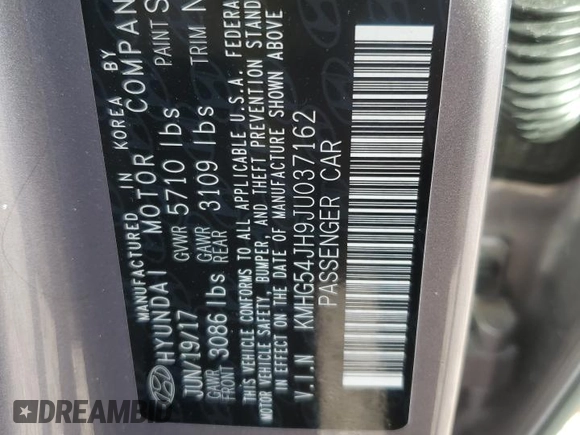 MANUFACTURED IN KOREA BY
HYUNDAI MOTOR COMPAN
JUN/19/17 GVWR 5710 lbs PAINT S
GAWR FRONT 3086 lbs GAWR REAR 3109 lbs TRIM N
THIS VEHICLE CONFORMS TO ALL APPLICABLE U.S.A. FEDERA
MOTOR VEHICLE SAFETY, BUMPER, AND THEFT PREVENTION STAND
IN EFFECT ON THE DATE OF MANUFACTURE SHOWN ABOVE
V.I.N KMHG54JH9JU037162
PASSENGER CAR
DREAMBID